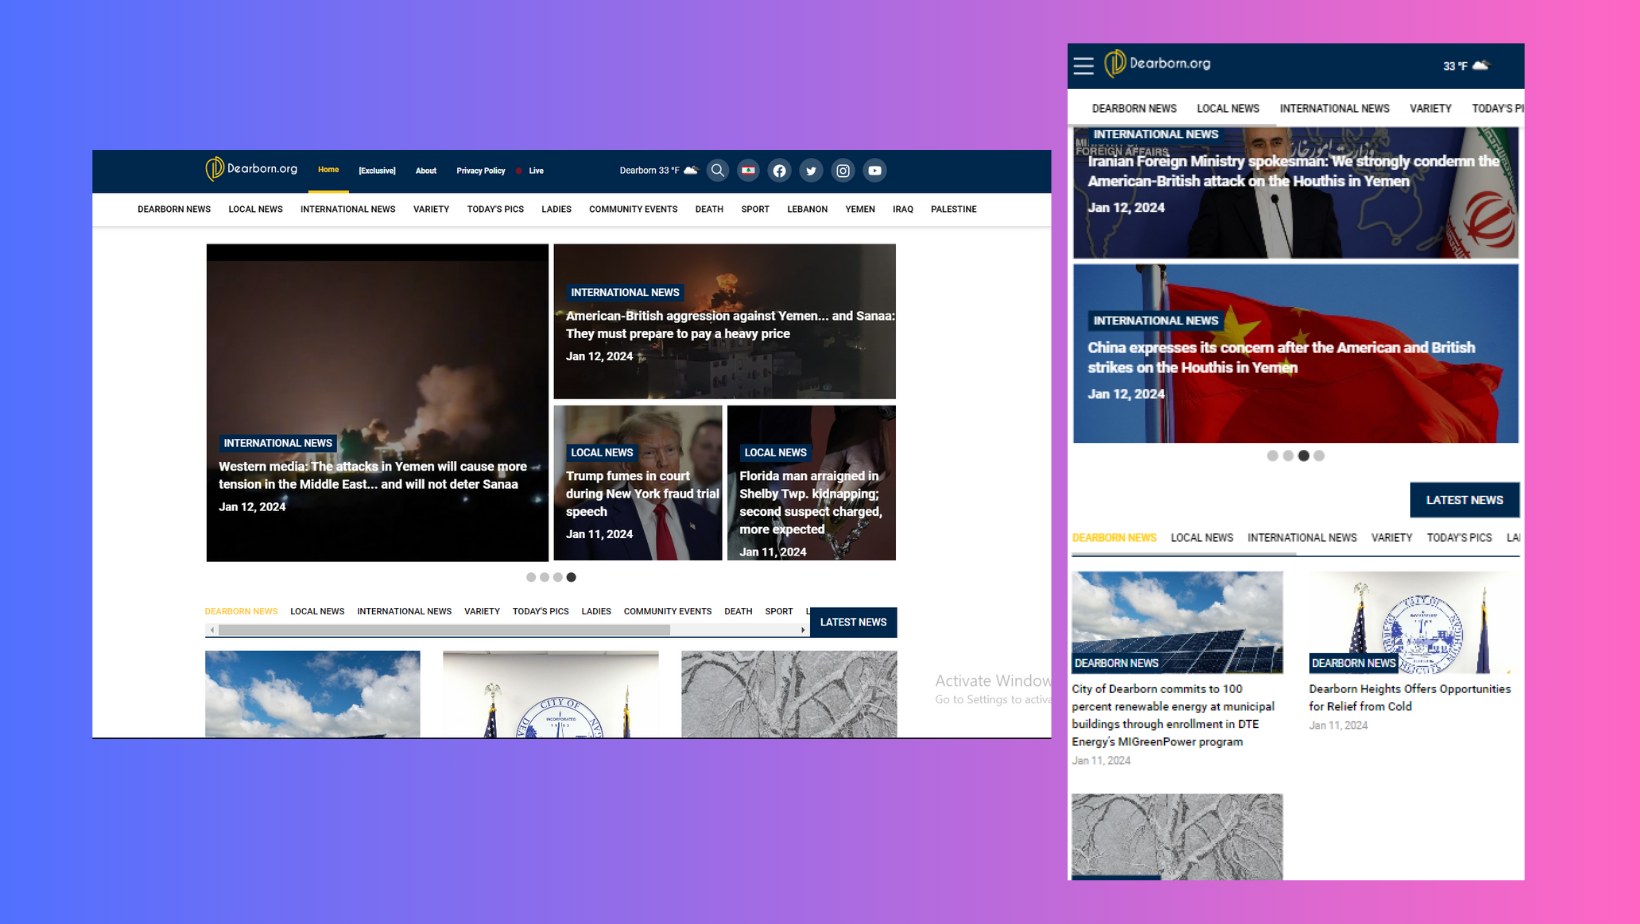 Dearborn.org
Home
[Exclusive]
About
Privacy Policy
Live
Dearborn 33 °F
DEARBORN NEWS LOCAL NEWS INTERNATIONAL NEWS VARIETY TODAY'S PICS LADIES COMMUNITY EVENTS DEATH SPORT LEBANON YEMEN IRAQ PALESTINE
INTERNATIONAL NEWS
Western media: The attacks in Yemen will cause more
tension in the Middle East... and will not deter Sanaa
Jan 12, 2024
INTERNATIONAL NEWS
American-British aggression against Yemen... and Sanaa:
They must prepare to pay a heavy price
Jan 12, 2024
LOCAL NEWS
Trump fumes in court
during New York fraud trial
speech
Jan 11, 2024
LOCAL NEWS
Florida man arraigned in
Shelby Twp. kidnapping;
second suspect charged,
more expected
Jan 11, 2024
DEARBORN NEWS LOCAL NEWS INTERNATIONAL NEWS VARIETY TODAY'S PICS LADIES COMMUNITY EVENTS DEATH SPORT L
LATEST NEWS
CITY OF
INCORPORATED
Activate Window
Go to Settings to activa
Dearborn.org
33 °F
DEARBORN NEWS LOCAL NEWS INTERNATIONAL NEWS VARIETY TODAY'S PI
INTERNATIONAL NEWS
FOREIGN AFFAIRS
Iranian Foreign Ministry spokesman: We strongly condemn the
American-British attack on the Houthis in Yemen
Jan 12, 2024
INTERNATIONAL NEWS
China expresses its concern after the American and British
strikes on the Houthis in Yemen
Jan 12, 2024
LATEST NEWS
DEARBORN NEWS LOCAL NEWS INTERNATIONAL NEWS VARIETY TODAY'S PICS LA
DEARBORN NEWS
City of Dearborn commits to 100
percent renewable energy at municipal
buildings through enrollment in DTE
Energy's MIGreenPower program
Jan 11, 2024
DEARBORN NEWS
Dearborn Heights Offers Opportunities
for Relief from Cold
Jan 11, 2024